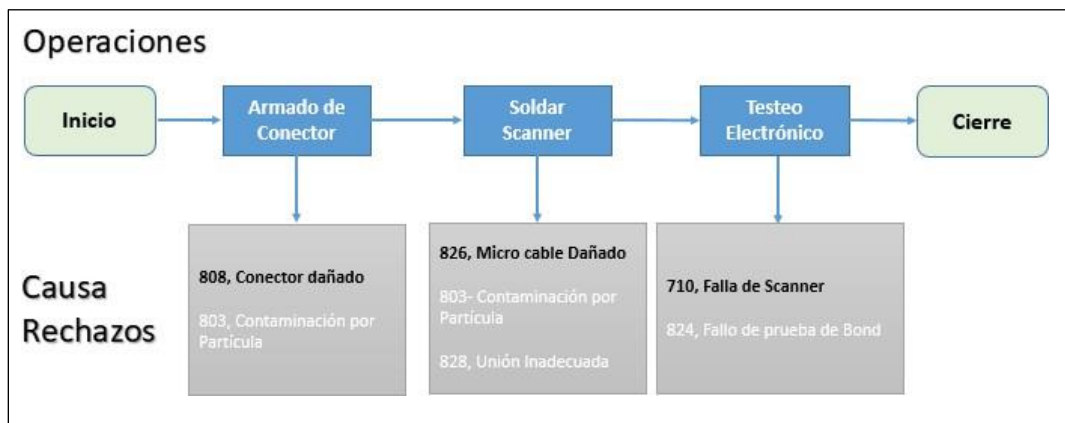 Operaciones
Inicio
Armado de
Conector
Soldar
Scanner
Testeo
Electrónico
Cierre
Causa
Rechazos
808, Conector dañado
803, Contaminación por
Partícula
826, Micro cable Dañado
803- Contaminación por
Partícula
828, Unión Inadecuada
710, Falla de Scanner
824, Fallo de prueba de Bond